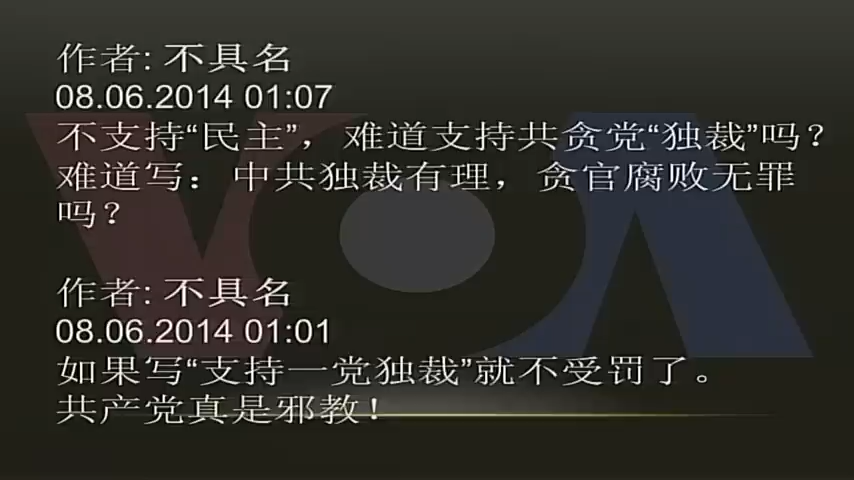 作者: 不具名
08.06.2014 01:07
不支持“民主”，难道支持共贪党“独裁”吗？
难道写：中共独裁有理，贪官腐败无罪
吗？
作者: 不具名
08.06.2014 01:01
如果写“支持一党独裁”就不受罚了。
共产党真是邪教！
VOA